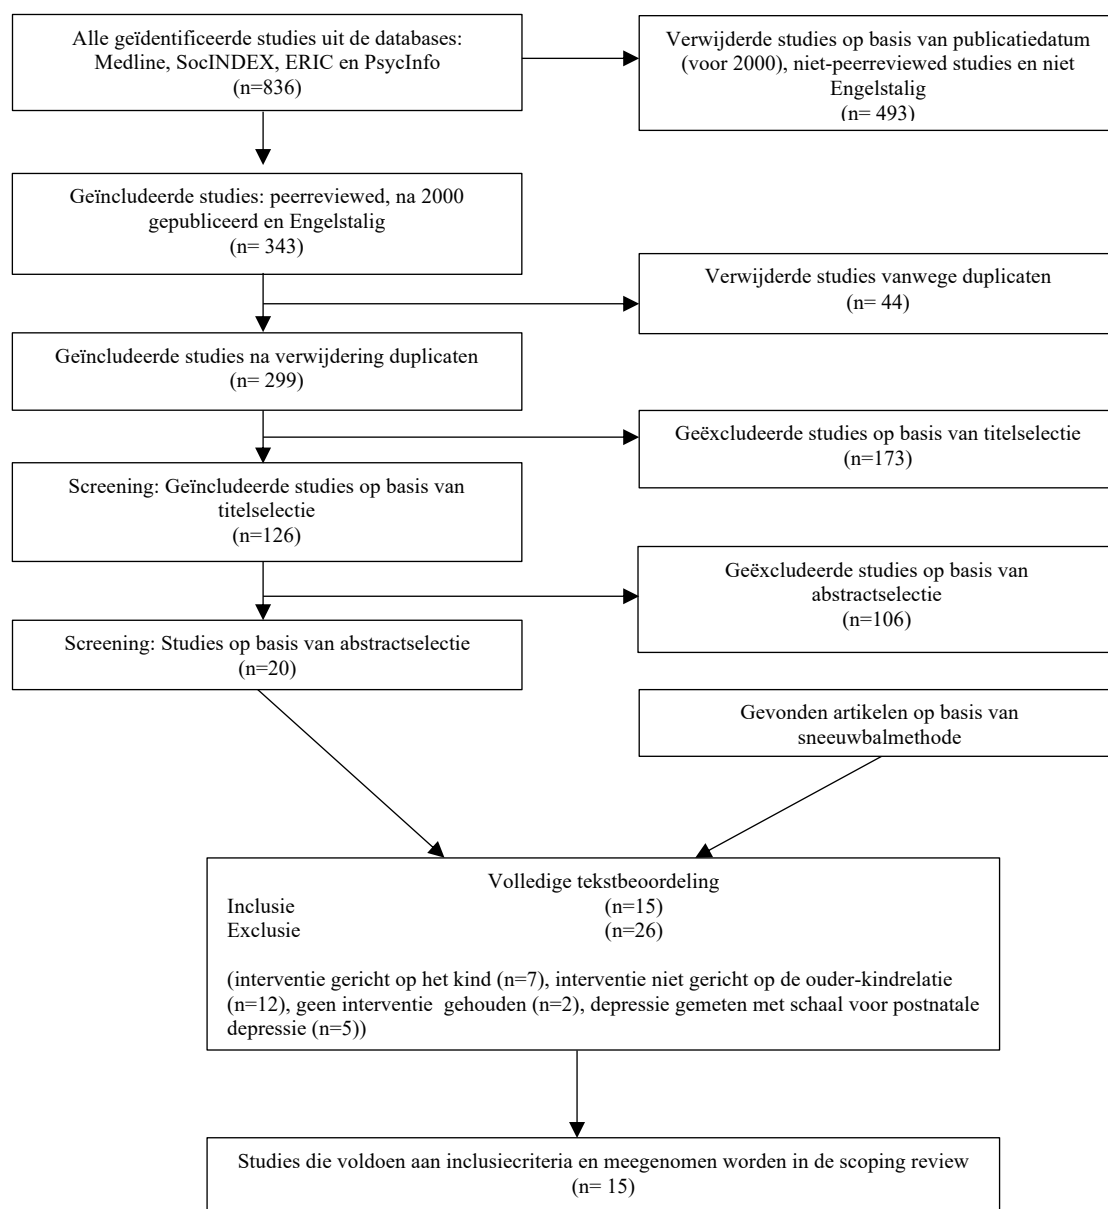 Alle geïdentificeerde studies uit de databases:
Medline, SocINDEX, ERIC en PsycInfo
(n=836)
Verwijderde studies op basis van publicatiedatum
(voor 2000), niet-peerreviewed studies en niet
Engelstalig
(n= 493)
Geïncludeerde studies: peerreviewed, na 2000
gepubliceerd en Engelstalig
(n= 343)
Verwijderde studies vanwege duplicaten
(n= 44)
Geïncludeerde studies na verwijdering duplicaten
(n= 299)
Geëxcludeerde studies op basis van titelselectie
(n=173)
Screening: Geïncludeerde studies op basis van
titelselectie
(n=126)
Geëxcludeerde studies op basis van
abstractselectie
(n=106)
Screening: Studies op basis van abstractselectie
(n=20)
Gevonden artikelen op basis van
sneeuwbalmethode
Volledige tekstbeoordeling
Inclusie (n=15)
Exclusie (n=26)
(interventie gericht op het kind (n=7), interventie niet gericht op de ouder-kindrelatie
(n=12), geen interventie gehouden (n=2), depressie gemeten met schaal voor postnatale
depressie (n=5))
Studies die voldoen aan inclusiecriteria en meegenomen worden in de scoping review
(n= 15)